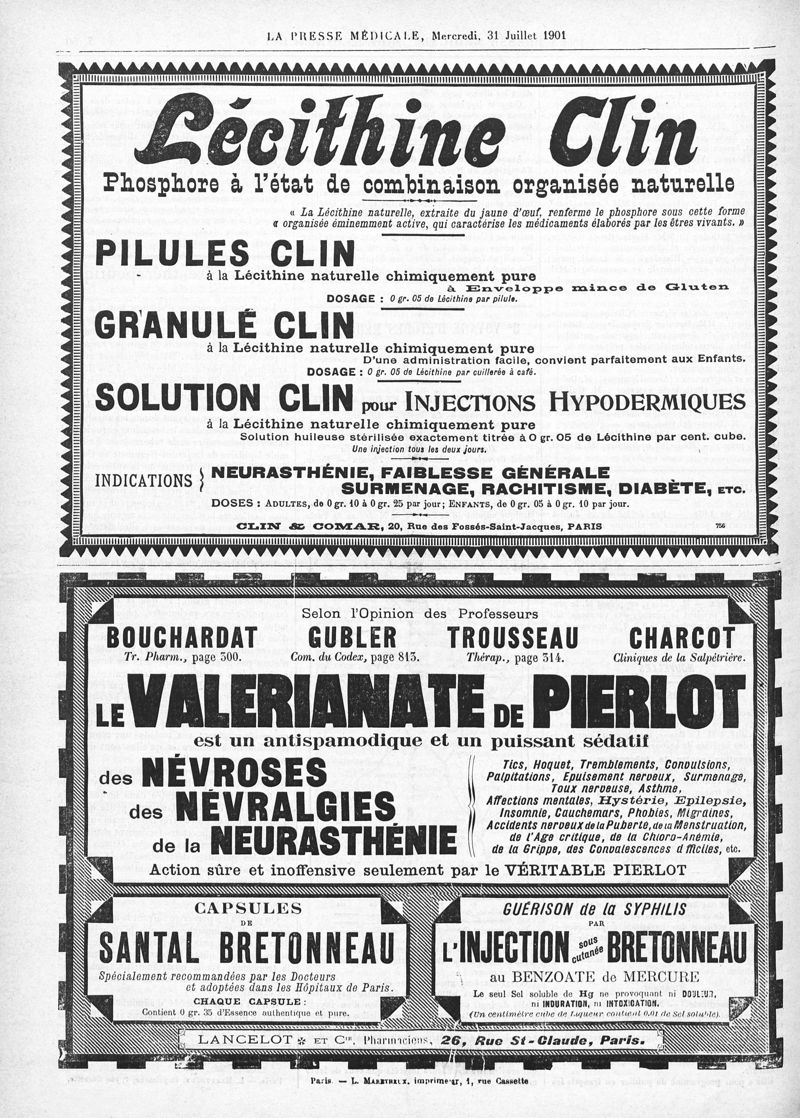 LA PRESSE MÉDICALE, Mercredi, 31 Juillet 1901
Lécithine Clin
Phosphore à l'état de combinaison organisée naturelle
« La Lécithine naturelle, extraite du jaune d'œuf, renferme le phosphore sous cette forme
« organisée éminemment active, qui caractérise les médicaments élaborés par les êtres vivants. »
PILULES CLIN
à la Lécithine naturelle chimiquement pure
à Enveloppe mince de Gluten
DOSAGE : 0 gr. 05 de Lécithine par pilule.
GRANULÉ CLIN
à la Lécithine naturelle chimiquement pure
D'une administration facile, convient parfaitement aux Enfants.
DOSAGE : 0 gr. 05 de Lécithine par cuillerée à café.
SOLUTION CLIN pour INJECTIONS HYPODERMIQUES
à la Lécithine naturelle chimiquement pure
Solution huileuse stérilisée exactement titrée à 0 gr. 05 de Lécithine par cent. cube.
Une injection tous les deux jours.
INDICATIONS { NEURASTHÉNIE, FAIBLESSE GÉNÉRALE
SURMENAGE, RACHITISME, DIABÈTE, ETC.
DOSES : ADULTES, de 0 gr. 10 à 0 gr. 25 par jour; ENFANTS, de 0 gr. 05 à 0 gr. 10 par jour.
CLIN & COMAR, 20, Rue des Fossés-Saint-Jacques, PARIS 756
Selon l'Opinion des Professeurs
BOUCHARDAT GUBLER TROUSSEAU CHARCOT
Tr. Pharm., page 300. Com. du Codex, page 813. Thérap., page 314. Cliniques de la Salpétrière.
LE VALERIANATE DE PIERLOT
est un antispamodique et un puissant sédatif
des NÉVROSES
des NÉVRALGIES
de la NEURASTHÉNIE
Tics, Hoquet, Tremblements, Convulsions,
Palpitations, Epuisement nerveux, Surmenage,
Toux nerveuse, Asthme,
Affections mentales, Hystérie, Epilepsie,
Insomnie, Cauchemars, Phobies, Migraines,
Accidents nerveux de la Puberté, de la Menstruation,
de l'Age critique, de la Chloro-Anémie,
de la Grippe, des Convalescences difficiles, etc.
Action sûre et inoffensive seulement par le VÉRITABLE PIERLOT
CAPSULES
DE
SANTAL BRETONNEAU
Spécialement recommandées par les Docteurs
et adoptées dans les Hôpitaux de Paris.
CHAQUE CAPSULE :
Contient 0 gr. 35 d'Essence authentique et pure.
GUÉRISON de la SYPHILIS
PAR
L'INJECTION sous cutanée BRETONNEAU
au BENZOATE de MERCURE
Le seul Sel soluble de Hg ne provoquant ni DOULEUR,
ni INDURATION, ni INTOXICATION.
(Un centimètre cube de Liqueur contient 0.01 de Sel soluble).
LANCELOT ET Cie, Pharmaciens, 26, Rue St-Claude, Paris.
Paris. — L. MARETHEUX, imprimeur, 1, rue Cassette